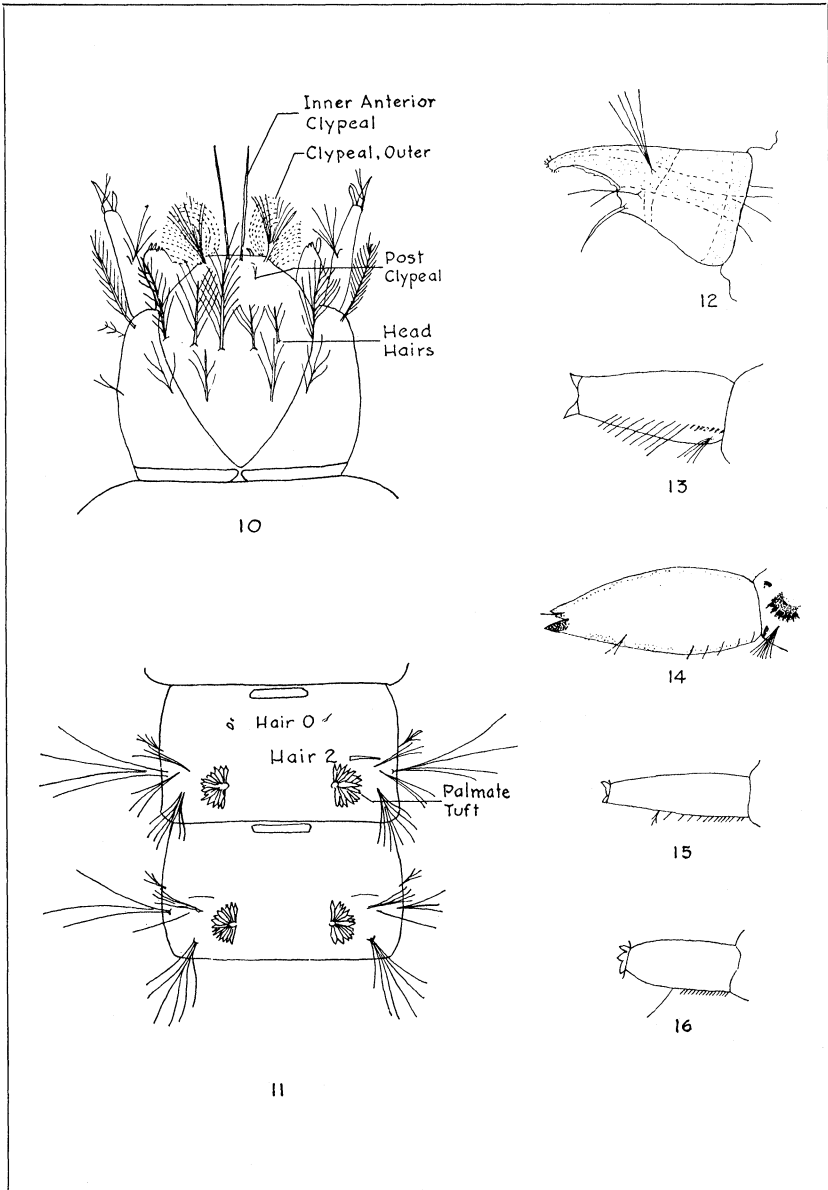 Inner Anterior
Clypeal
Clypeal, Outer
Post
Clypeal
Head
Hairs
10
12
13
14
Hair O
Hair 2
Palmate
Tuft
15
16
11